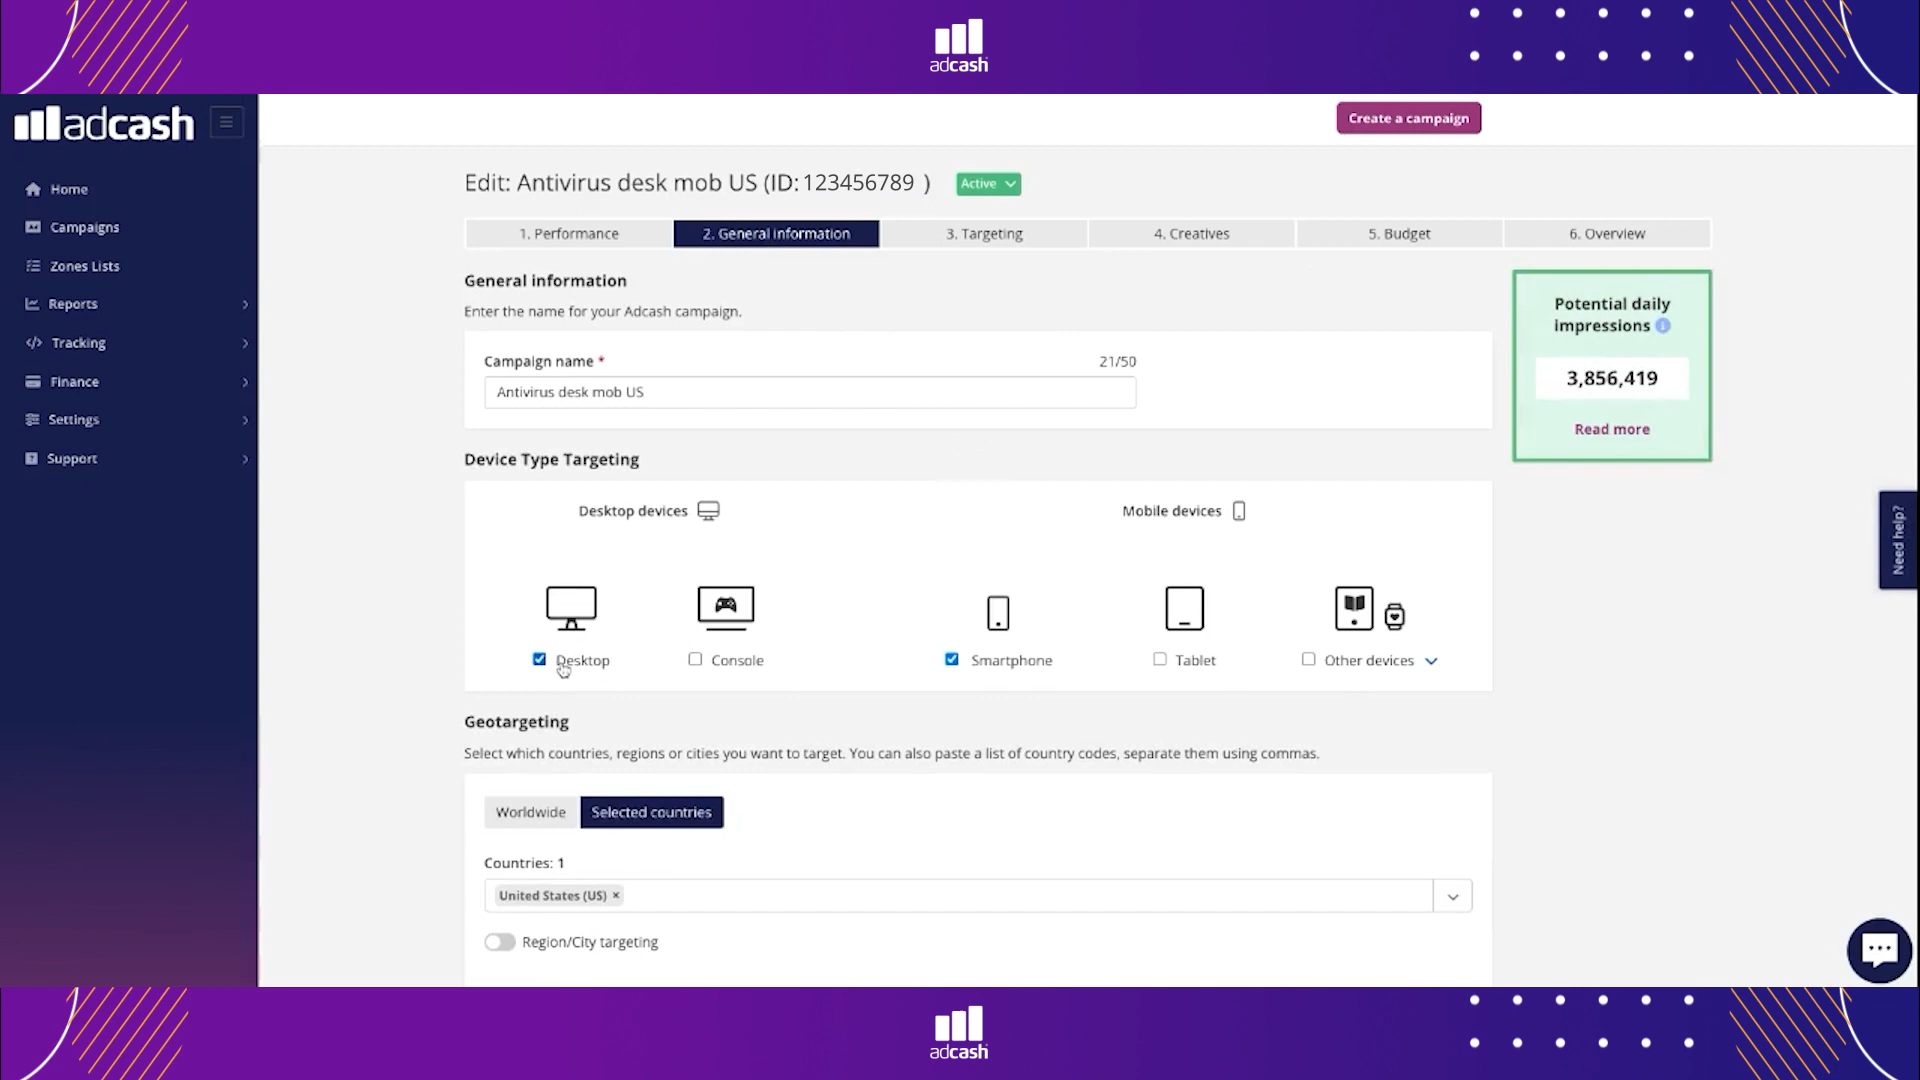 adcash
adcash
Create a campaign
Home
Campaigns
Zones Lists
Reports
Tracking
Finance
Settings
Support
Edit: Antivirus desk mob US (ID: 123456789 )
Active
1. Performance
2. General information
3. Targeting
4. Creatives
5. Budget
6. Overview
General information
Enter the name for your Adcash campaign.
Campaign name *
21/50
Antivirus desk mob US
Potential daily
impressions
3,856,419
Read more
Device Type Targeting
Desktop devices
Mobile devices
Desktop
Console
Smartphone
Tablet
Other devices
Geotargeting
Select which countries, regions or cities you want to target. You can also paste a list of country codes, separate them using commas.
Worldwide
Selected countries
Countries: 1
United States (US) ×
Region/City targeting
Need help?
adcash